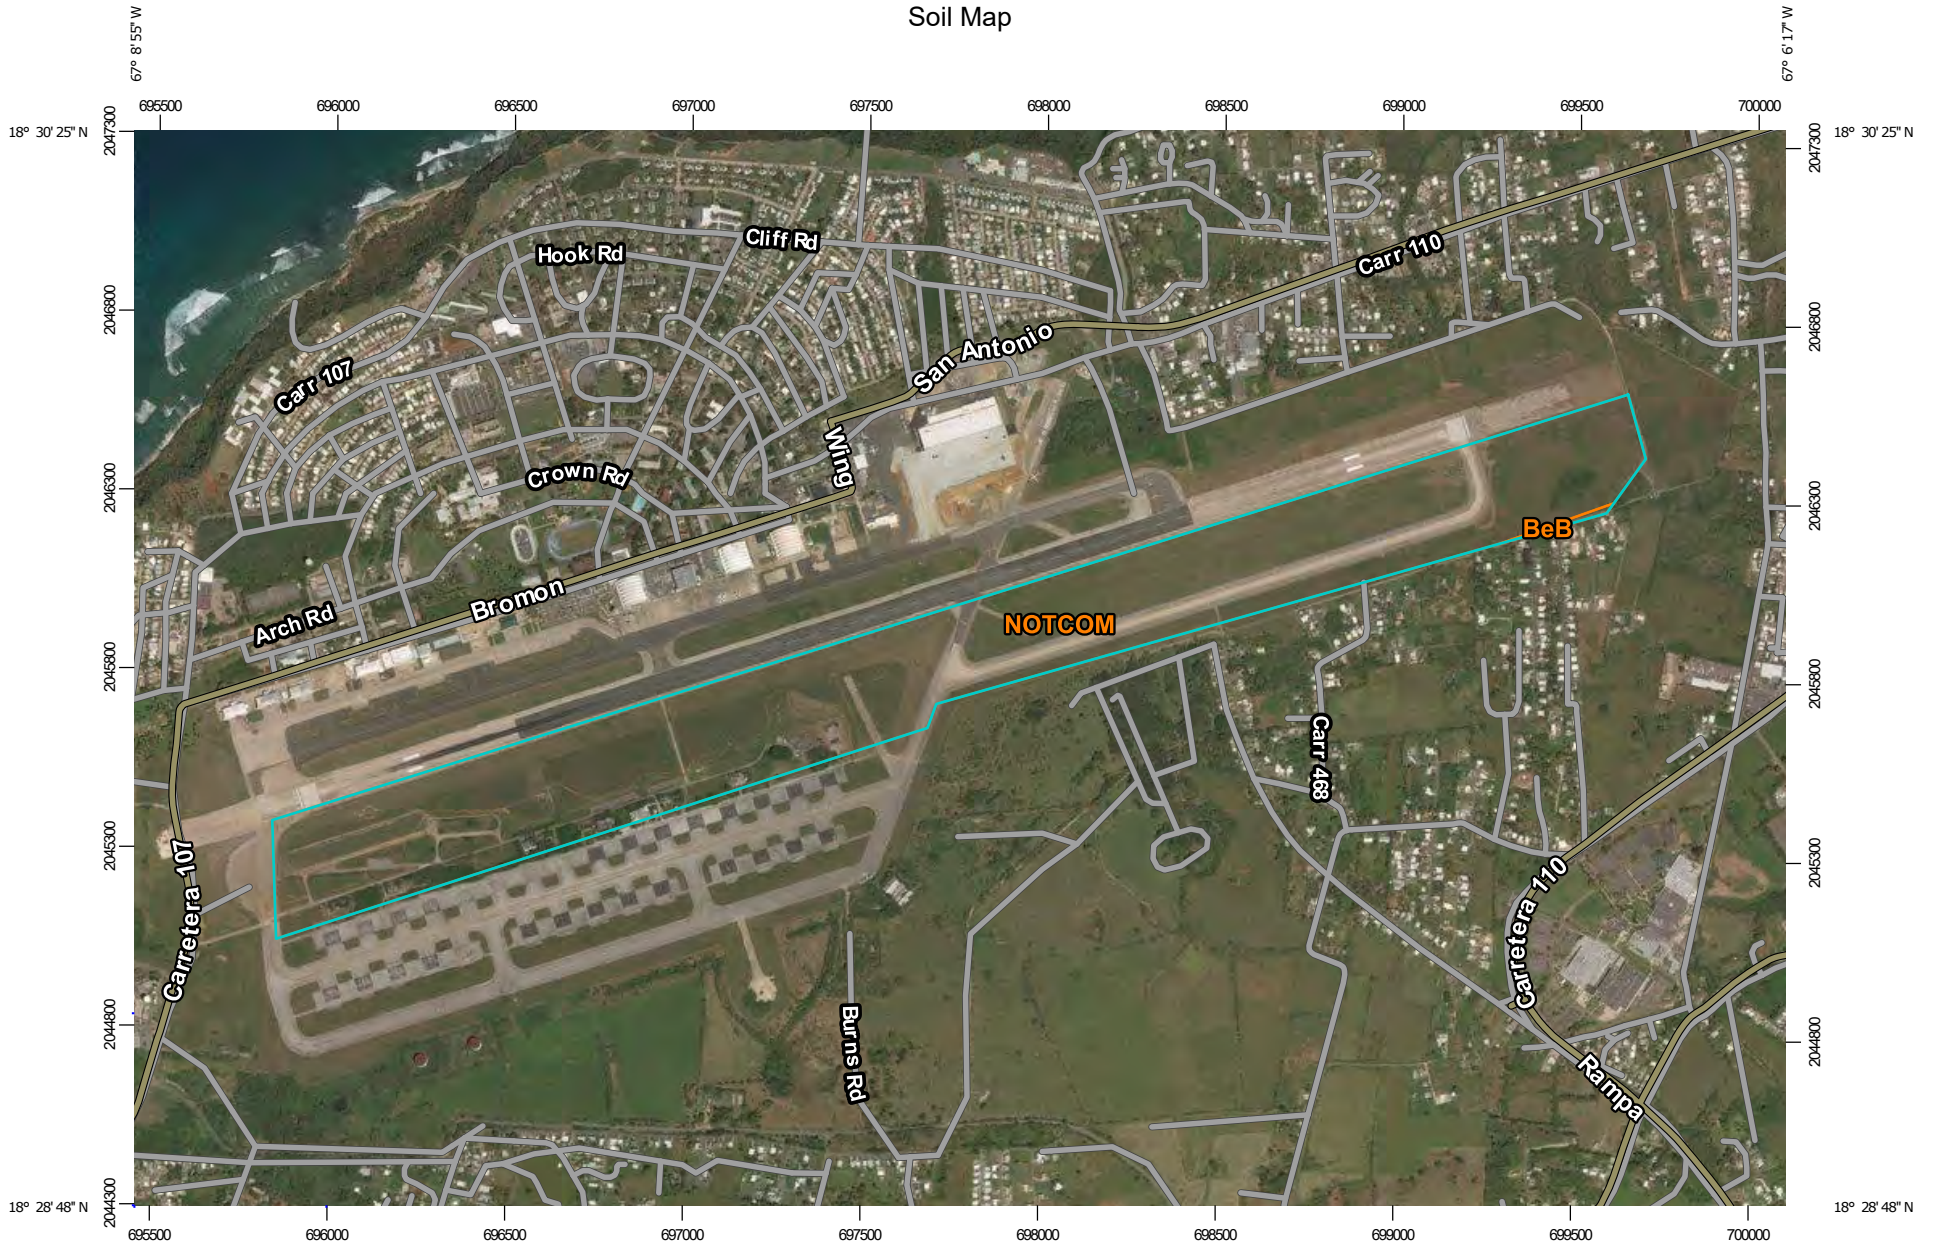 Soil Map
67° 8' 55" W
67° 6' 17" W
695500 696000 696500 697000 697500 698000 698500 699000 699500 700000
18° 30' 25" N
18° 30' 25" N
2047300
2047300
Cliff Rd
Hook Rd
Carr 110
2046800
2046800
San Antonio
Carr 107
Wing
Crown Rd
2046300
2046300
BeB
Bromon
Arch Rd
NOTCOM
2045800
2045800
Carr 468
2045300
2045300
Carretera 107
Carretera 110
2044800
2044800
Burns Rd
Rampa
2044300
2044300
18° 28' 48" N
18° 28' 48" N
695500 696000 696500 697000 697500 698000 698500 699000 699500 700000